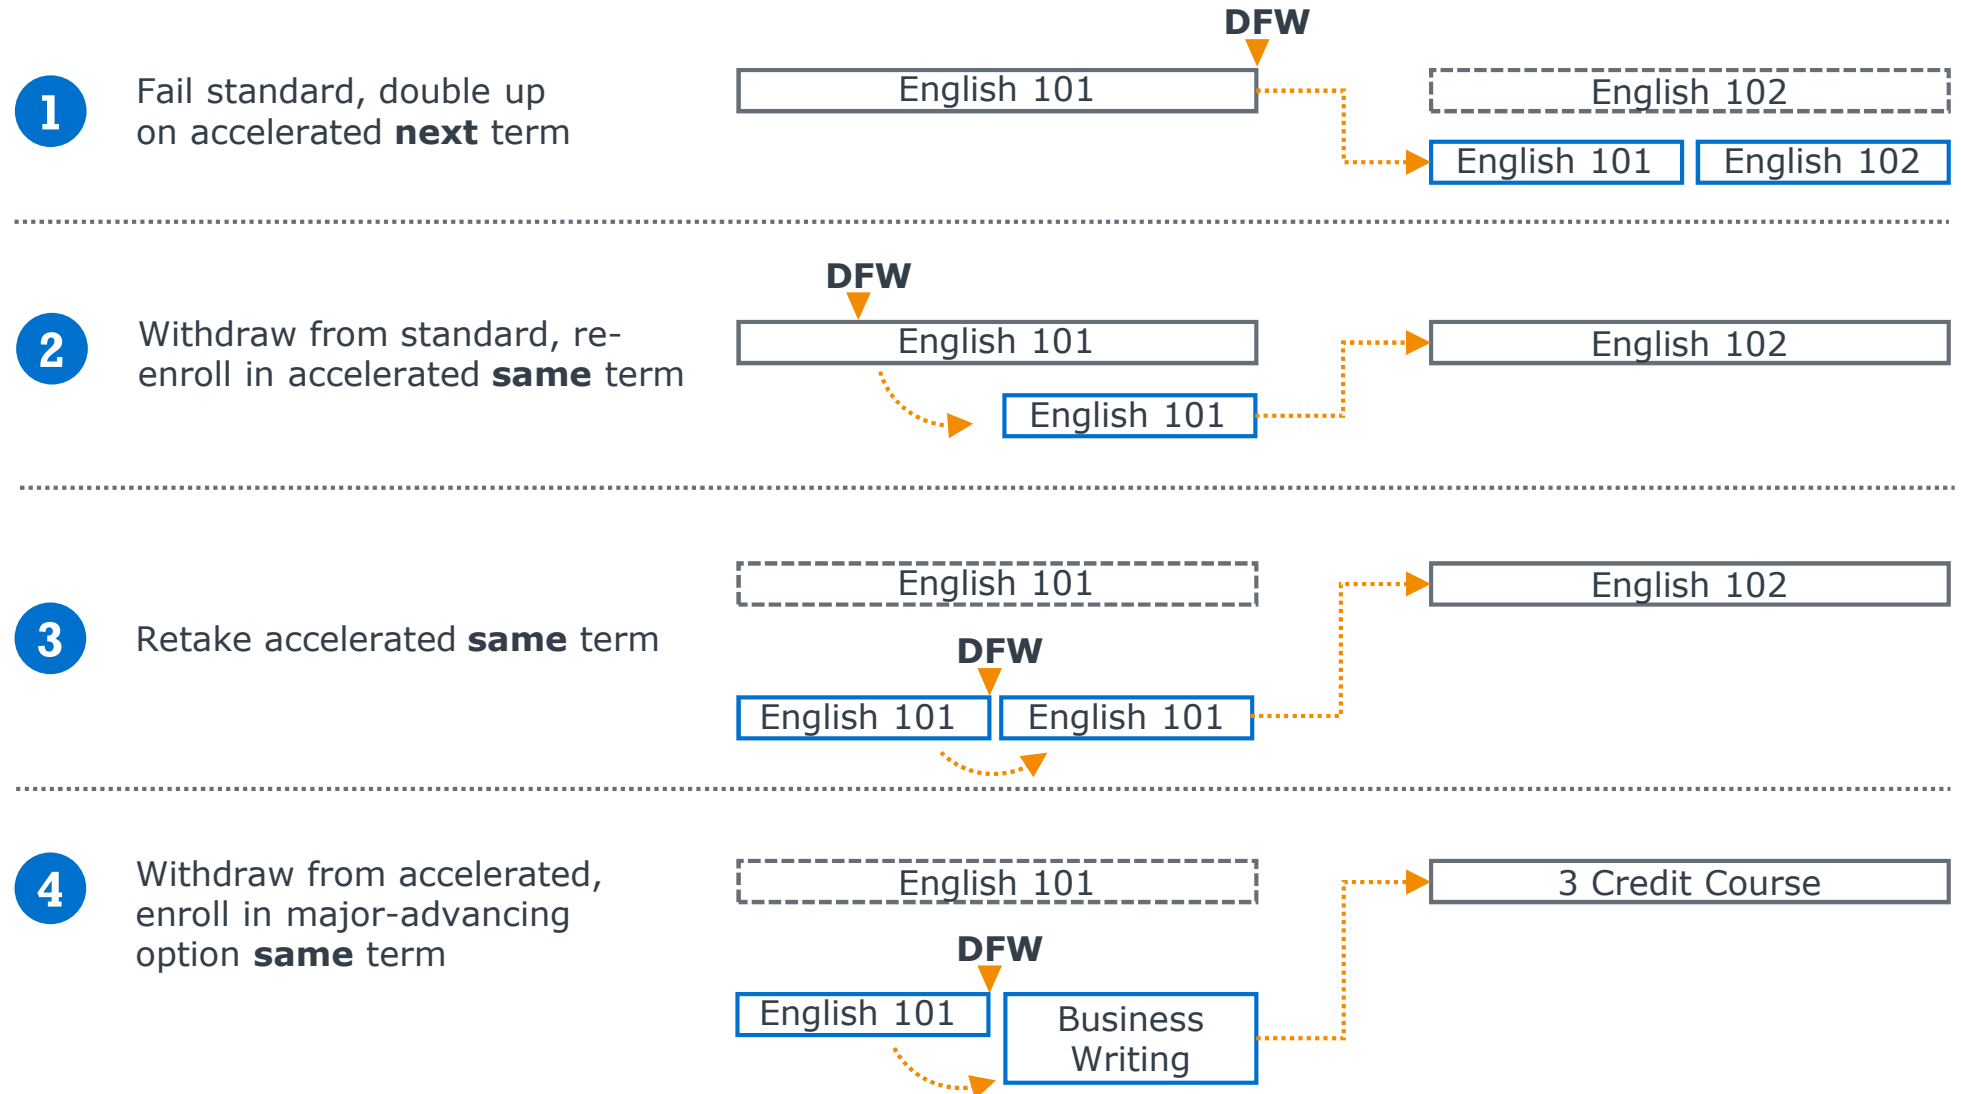 DFW
1
Fail standard, double up
on accelerated next term
English 101
English 102
English 101
English 102
DFW
2
Withdraw from standard, re-
enroll in accelerated same term
English 101
English 102
English 101
3
Retake accelerated same term
English 101
English 102
DFW
English 101
English 101
4
Withdraw from accelerated,
enroll in major-advancing
option same term
English 101
3 Credit Course
DFW
English 101
Business
Writing